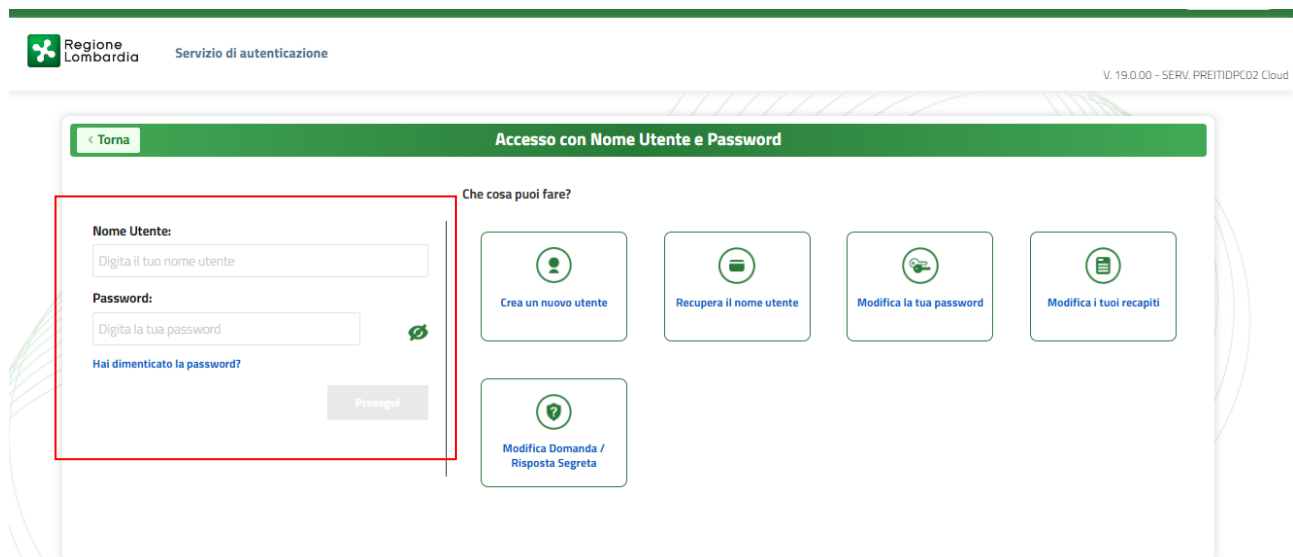 Regione
Lombardia
Servizio di autenticazione
V. 19.0.00 - SERV. PREITIDPC02 Cloud
< Torna
Accesso con Nome Utente e Password
Che cosa puoi fare?
Nome Utente:
Digita il tuo nome utente
Password:
Digita la tua password
Hai dimenticato la password?
Prosegui
Crea un nuovo utente
Recupera il nome utente
Modifica la tua password
Modifica i tuoi recapiti
Modifica Domanda /
Risposta Segreta